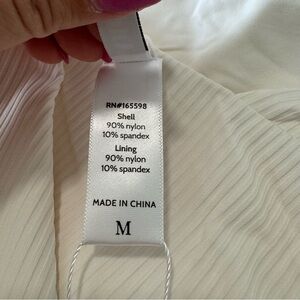 RN#165598
Shell
90% nylon
10% spandex
Lining
90% nylon
10% spandex
MADE IN CHINA
M